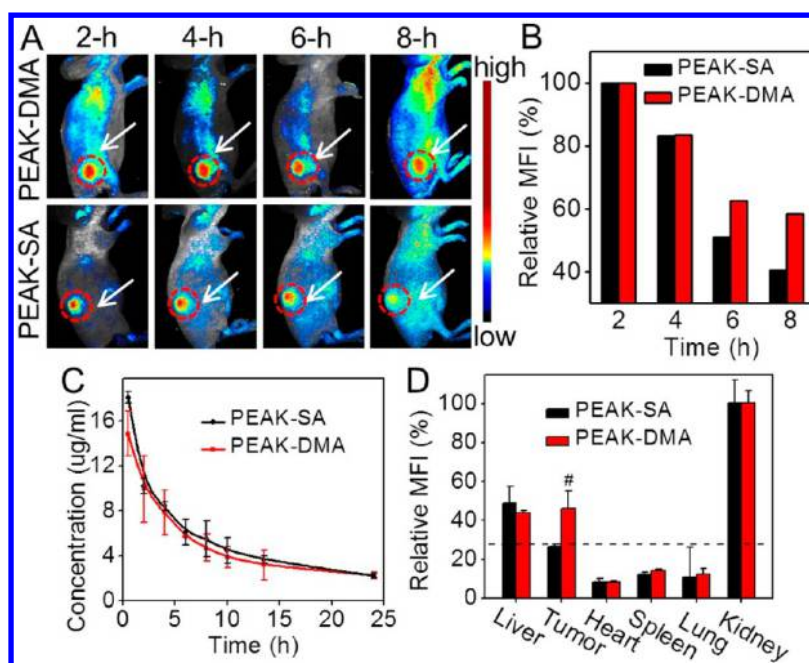 A
2-h 4-h 6-h 8-h
PEAK-DMA
PEAK-SA
high
low
B
PEAK-SA
PEAK-DMA
Relative MFI (%)
100
80
60
40
2 4 6 8
Time (h)
C
PEAK-SA
PEAK-DMA
Concentration (ug/ml)
16
12
8
4
0
0 5 10 15 20 25
Time (h)
D
PEAK-SA
PEAK-DMA
#
Relative MFI (%)
100
80
60
40
20
0
Liver Tumor Heart Spleen Lung Kidney